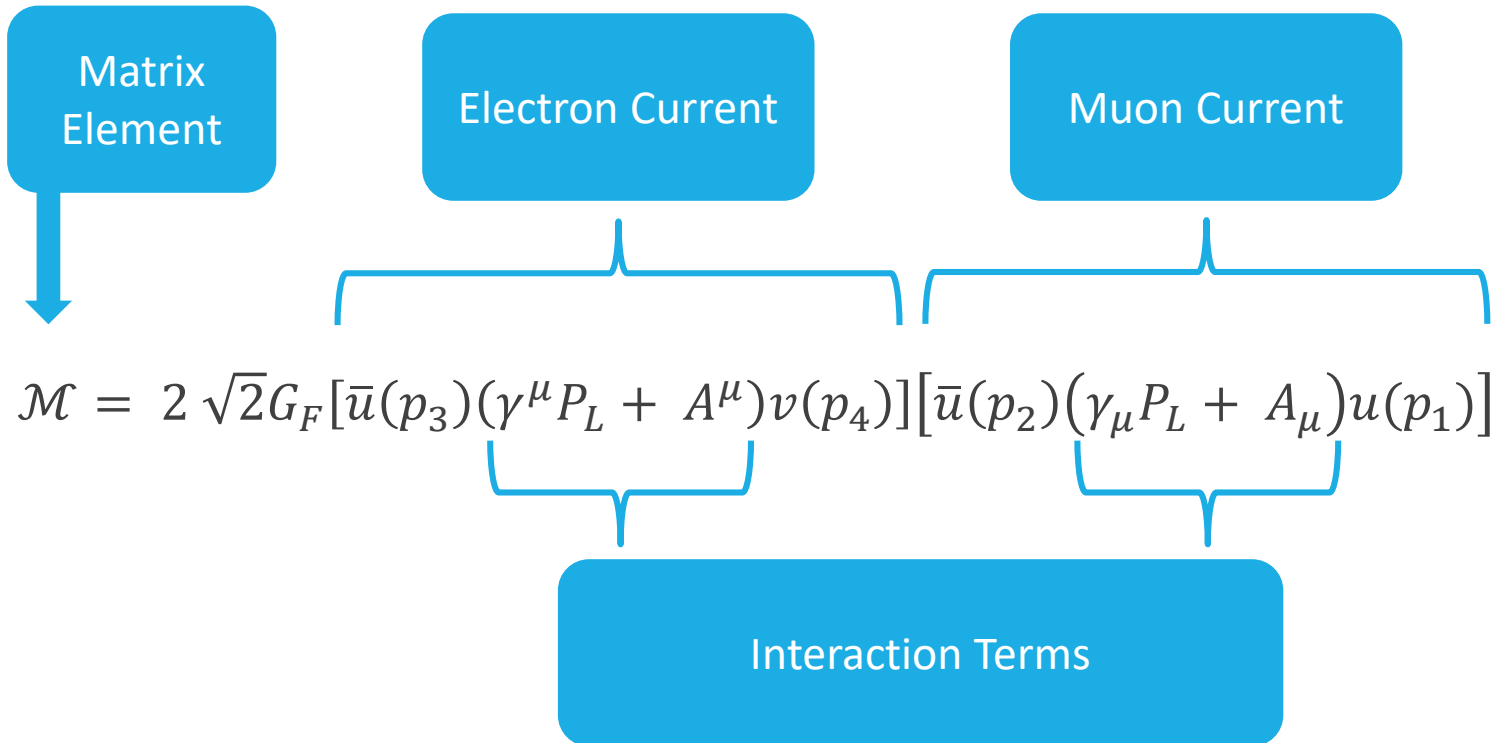 Matrix
Element
Electron Current
Muon Current
ℳ = 2 √2G_F[ū(p₃)(γ^μP_L + A^μ)v(p₄)][ū(p₂)(γ_μP_L + A_μ)u(p₁)]
Interaction Terms